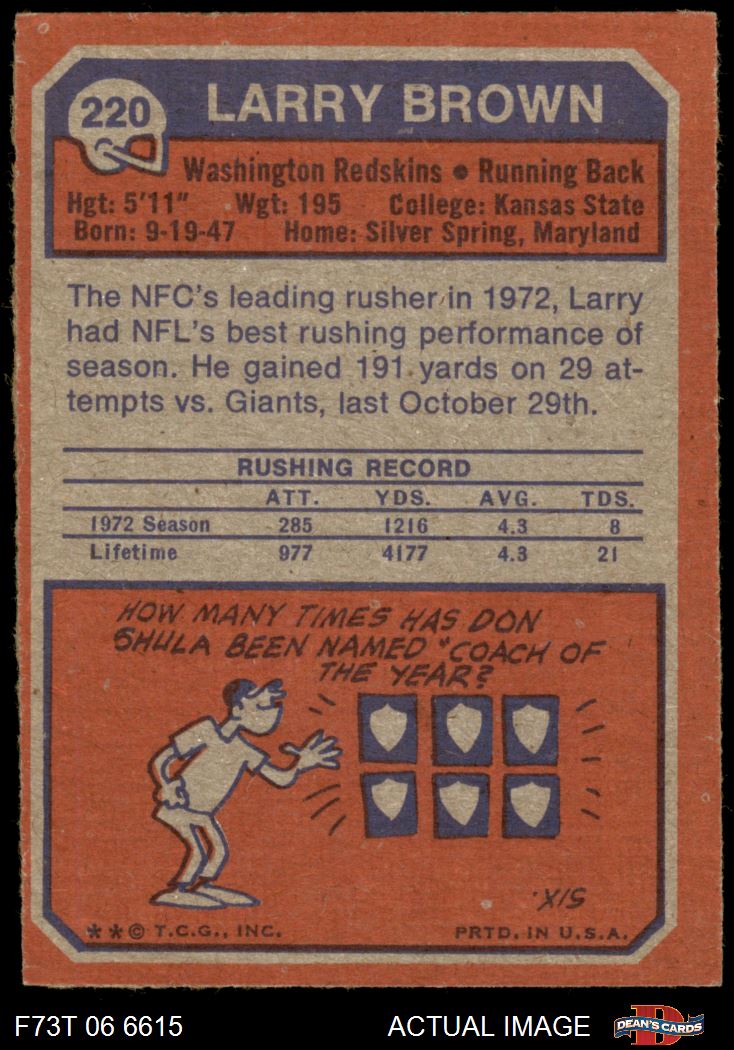 220
LARRY BROWN
Washington Redskins • Running Back
Hgt: 5'11" Wgt: 195 College: Kansas State
Born: 9-19-47 Home: Silver Spring, Maryland
The NFC's leading rusher in 1972, Larry
had NFL's best rushing performance of
season. He gained 191 yards on 29 at-
tempts vs. Giants, last October 29th.
RUSHING RECORD
ATT. YDS. AVG. TDS.
1972 Season 285 1216 4.3 8
Lifetime 977 4177 4.3 21
HOW MANY TIMES HAS DON
SHULA BEEN NAMED "COACH OF
THE YEAR?
SIX.
**© T.C.G., INC. PRTD. IN U.S.A.
F73T 06 6615 ACTUAL IMAGE
D
DEAN'S CARDS